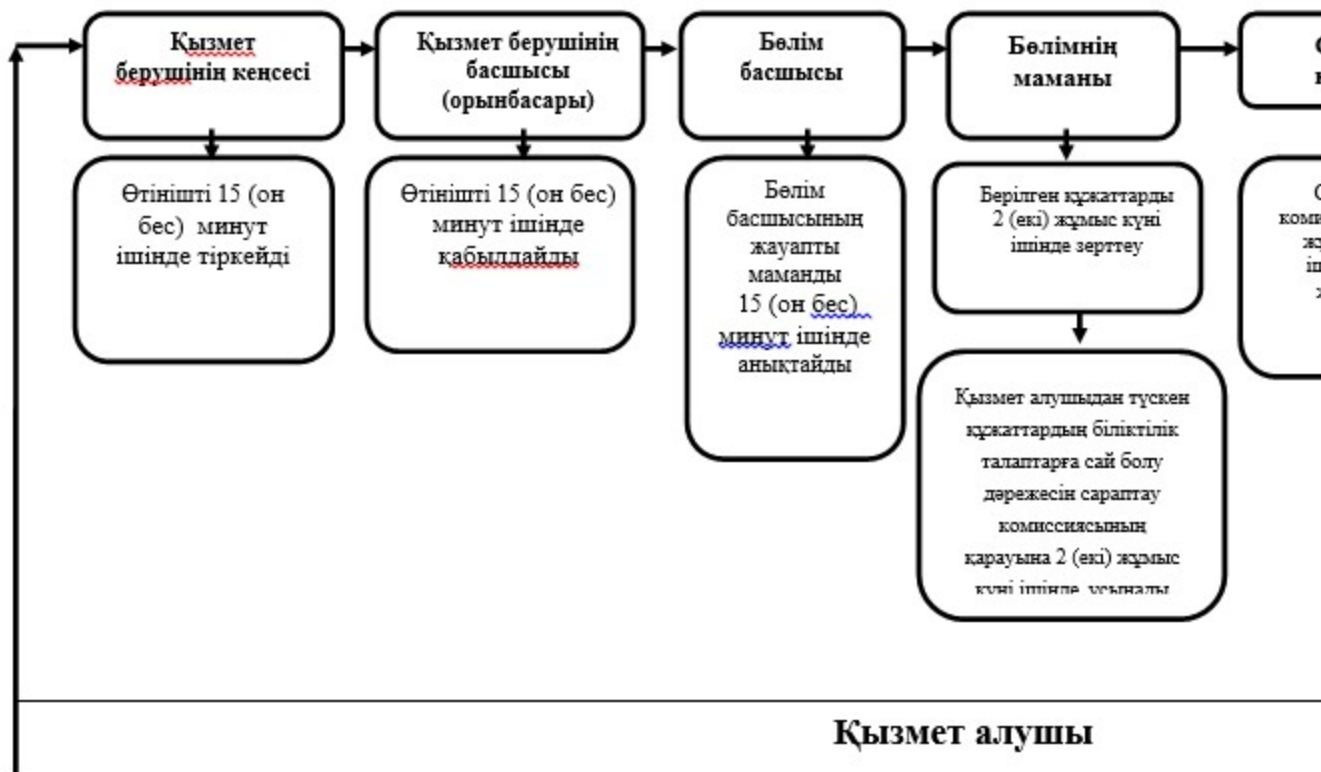 Қызмет
берушінің кеңсесі
Қызмет берушінің
басшысы
(орынбасары)
Бөлім
басшысы
Бөлімнің
маманы
Өтінішті 15 (он
бес) минут
ішінде тіркейді
Өтінішті 15 (он бес)
минут ішінде
қабылдайды
Бөлім
басшысының
жауапты
маманды
15 (он бес)
минут ішінде
анықтайды
Берілген құжаттарды
2 (екі) жұмыс күні
ішінде зерттеу
Қызмет алушыдан түскен
құжаттардың біліктілік
талаптарға сай болу
дәрежесін сараптау
комиссиясының
қарауына 2 (екі) жұмыс
күні ішінде ұсынады
Қызмет алушы